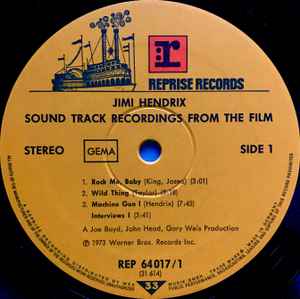 r
REPRISE RECORDS
JIMI HENDRIX
SOUND TRACK RECORDINGS FROM THE FILM
STEREO
GEMA
SIDE 1
1. Rock Me, Baby (King, Josea) (3:01)
2. Wild Thing (Taylor)
3. Machine Gun I (Hendrix) (7:43)
Interviews I (3:41)
A Joe Boyd, John Head, Gary Weis Production
Ⓟ 1973 Warner Bros. Records Inc.
REP 64017/1
(31 614)
33